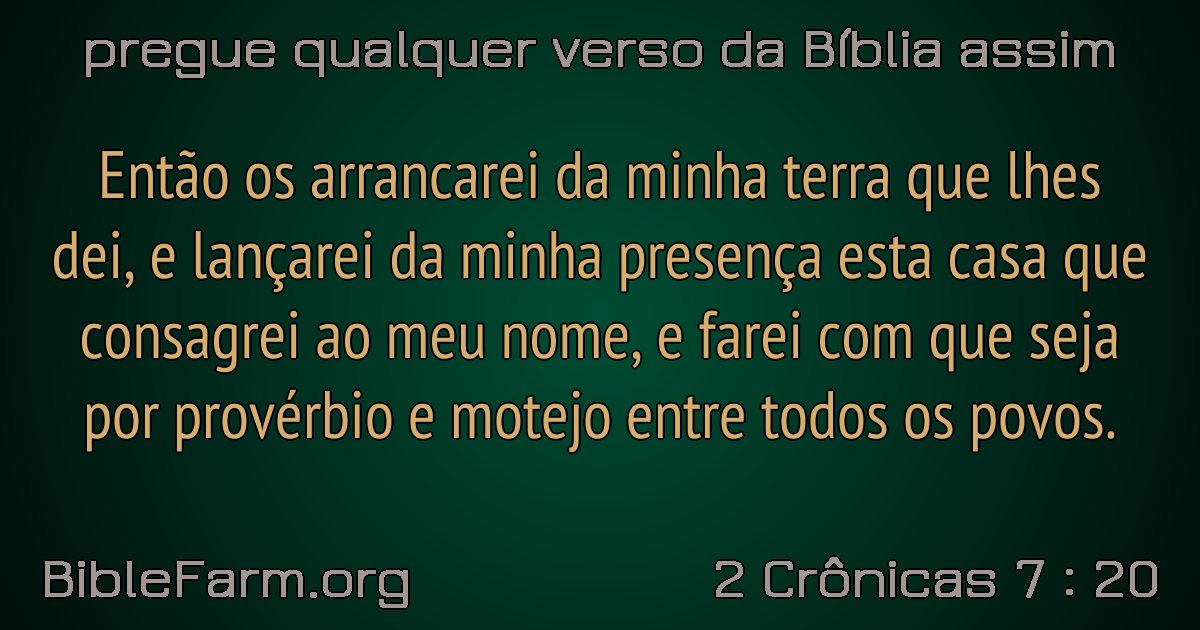 pregue qualquer verso da Bíblia assim
Então os arrancarei da minha terra que lhes
dei, e lançarei da minha presença esta casa que
consagrei ao meu nome, e farei com que seja
por provérbio e motejo entre todos os povos.
BibleFarm.org
2 Crônicas 7 : 20